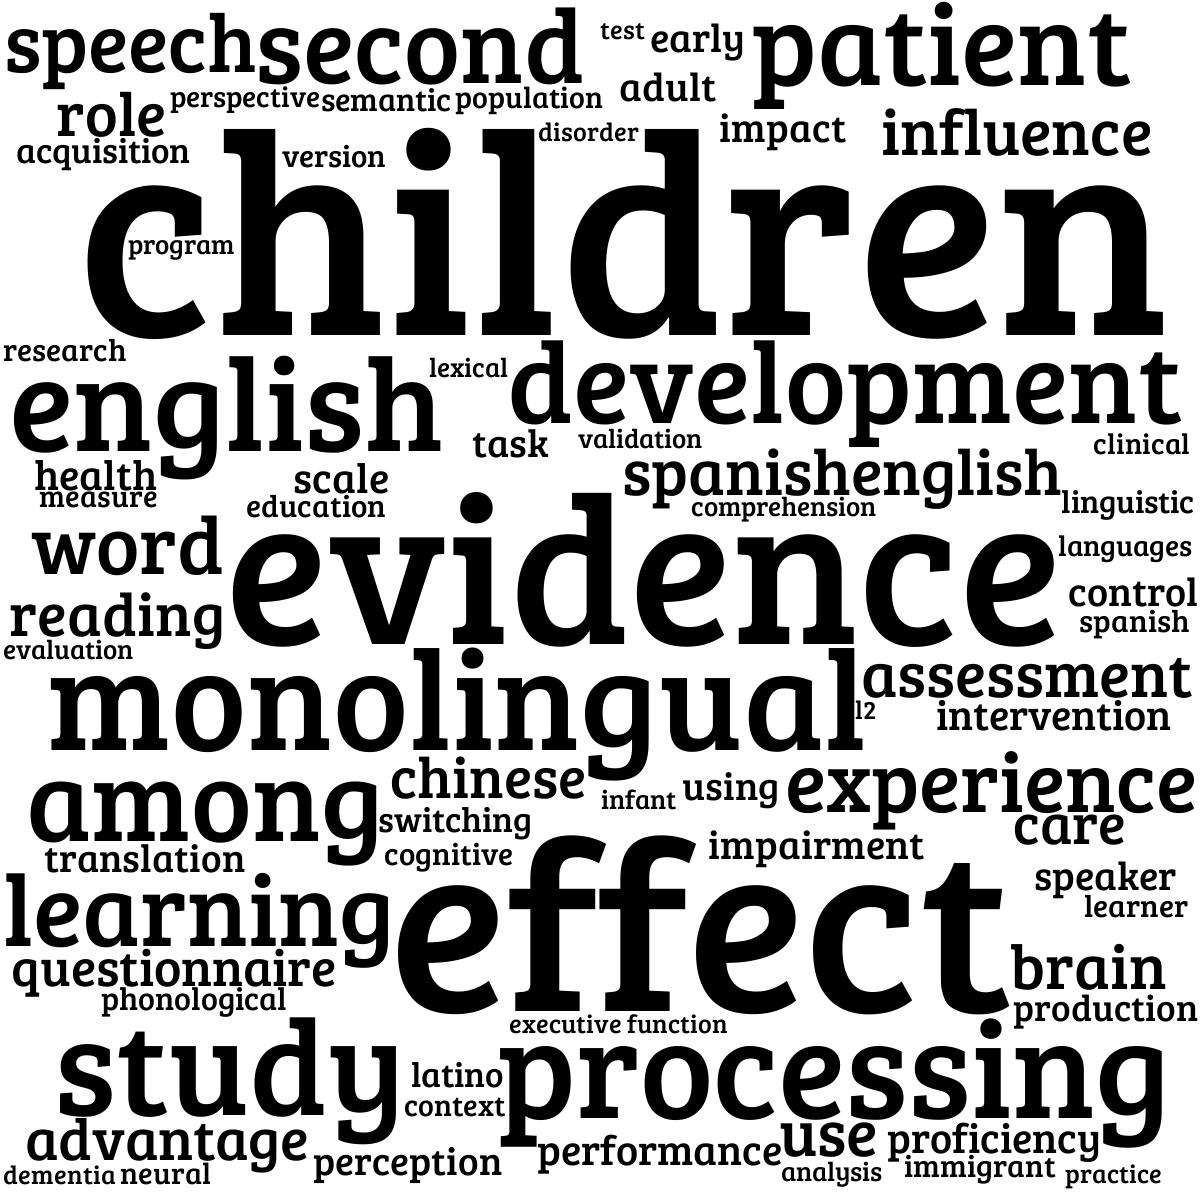 speech second test early patient
role perspective semantic population adult
acquisition version disorder impact influence
children
program
research
english lexical development
task validation clinical
health scale spanishenglish
measure education comprehension linguistic
word evidence languages
reading control
evaluation spanish
monolingual assessment
l2 intervention
among chinese infant using experience
switching care
translation cognitive impairment
learning effect speaker
learner
questionnaire brain
phonological production
executive function
study latino processing
context
advantage performance use proficiency
dementia neural perception analysis immigrant practice